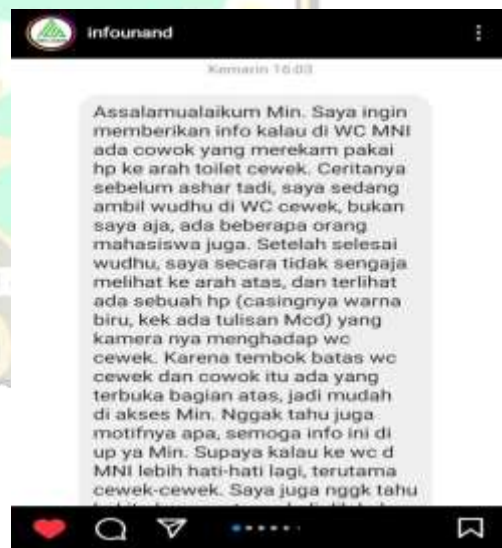 infounand
Kemarin 16.03
Assalamualaikum Min. Saya ingin
memberikan info kalau di WC MNI
ada cowok yang merekam pakai
hp ke arah toilet cewek. Ceritanya
sebelum ashar tadi, saya sedang
ambil wudhu di WC cewek, bukan
saya aja, ada beberapa orang
mahasiswa juga. Setelah selesai
wudhu, saya secara tidak sengaja
melihat ke arah atas, dan terlihat
ada sebuah hp (casingnya warna
biru, kek ada tulisan Mcd) yang
kamera nya menghadap wc
cewek. Karena tembok batas wc
cewek dan cowok itu ada yang
terbuka bagian atas, jadi mudah
di akses Min. Nggak tahu juga
motifnya apa, semoga info ini di
up ya Min. Supaya kalau ke wc d
MNI lebih hati-hati lagi, terutama
cewek-cewek. Saya juga nggk tahu